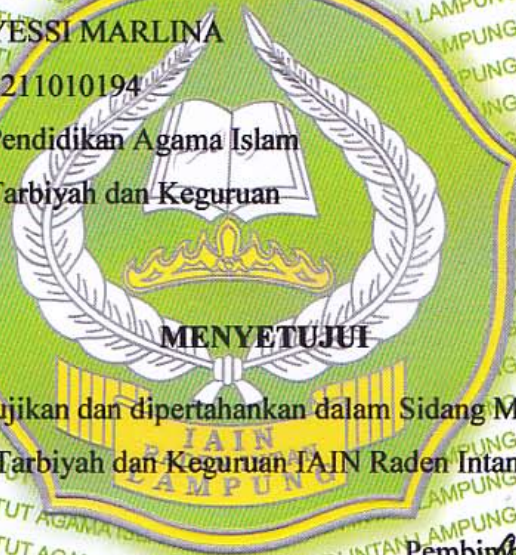 YESSI MARLINA
211010194
Pendidikan Agama Islam
Tarbiyah dan Keguruan
MENYETUJUI
ujikan dan dipertahankan dalam Sidang M
Tarbiyah dan Keguruan IAIN Raden Intan
IAIN
LAMPUNG
Pembim